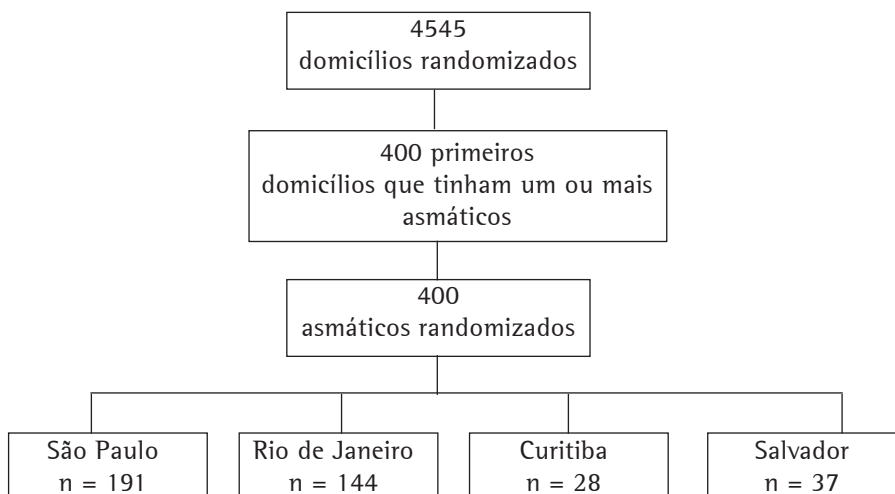 4545
domicílios randomizados
400 primeiros
domicílios que tinham um ou mais
asmáticos
400
asmáticos randomizados
São Paulo
n = 191
Rio de Janeiro
n = 144
Curitiba
n = 28
Salvador
n = 37